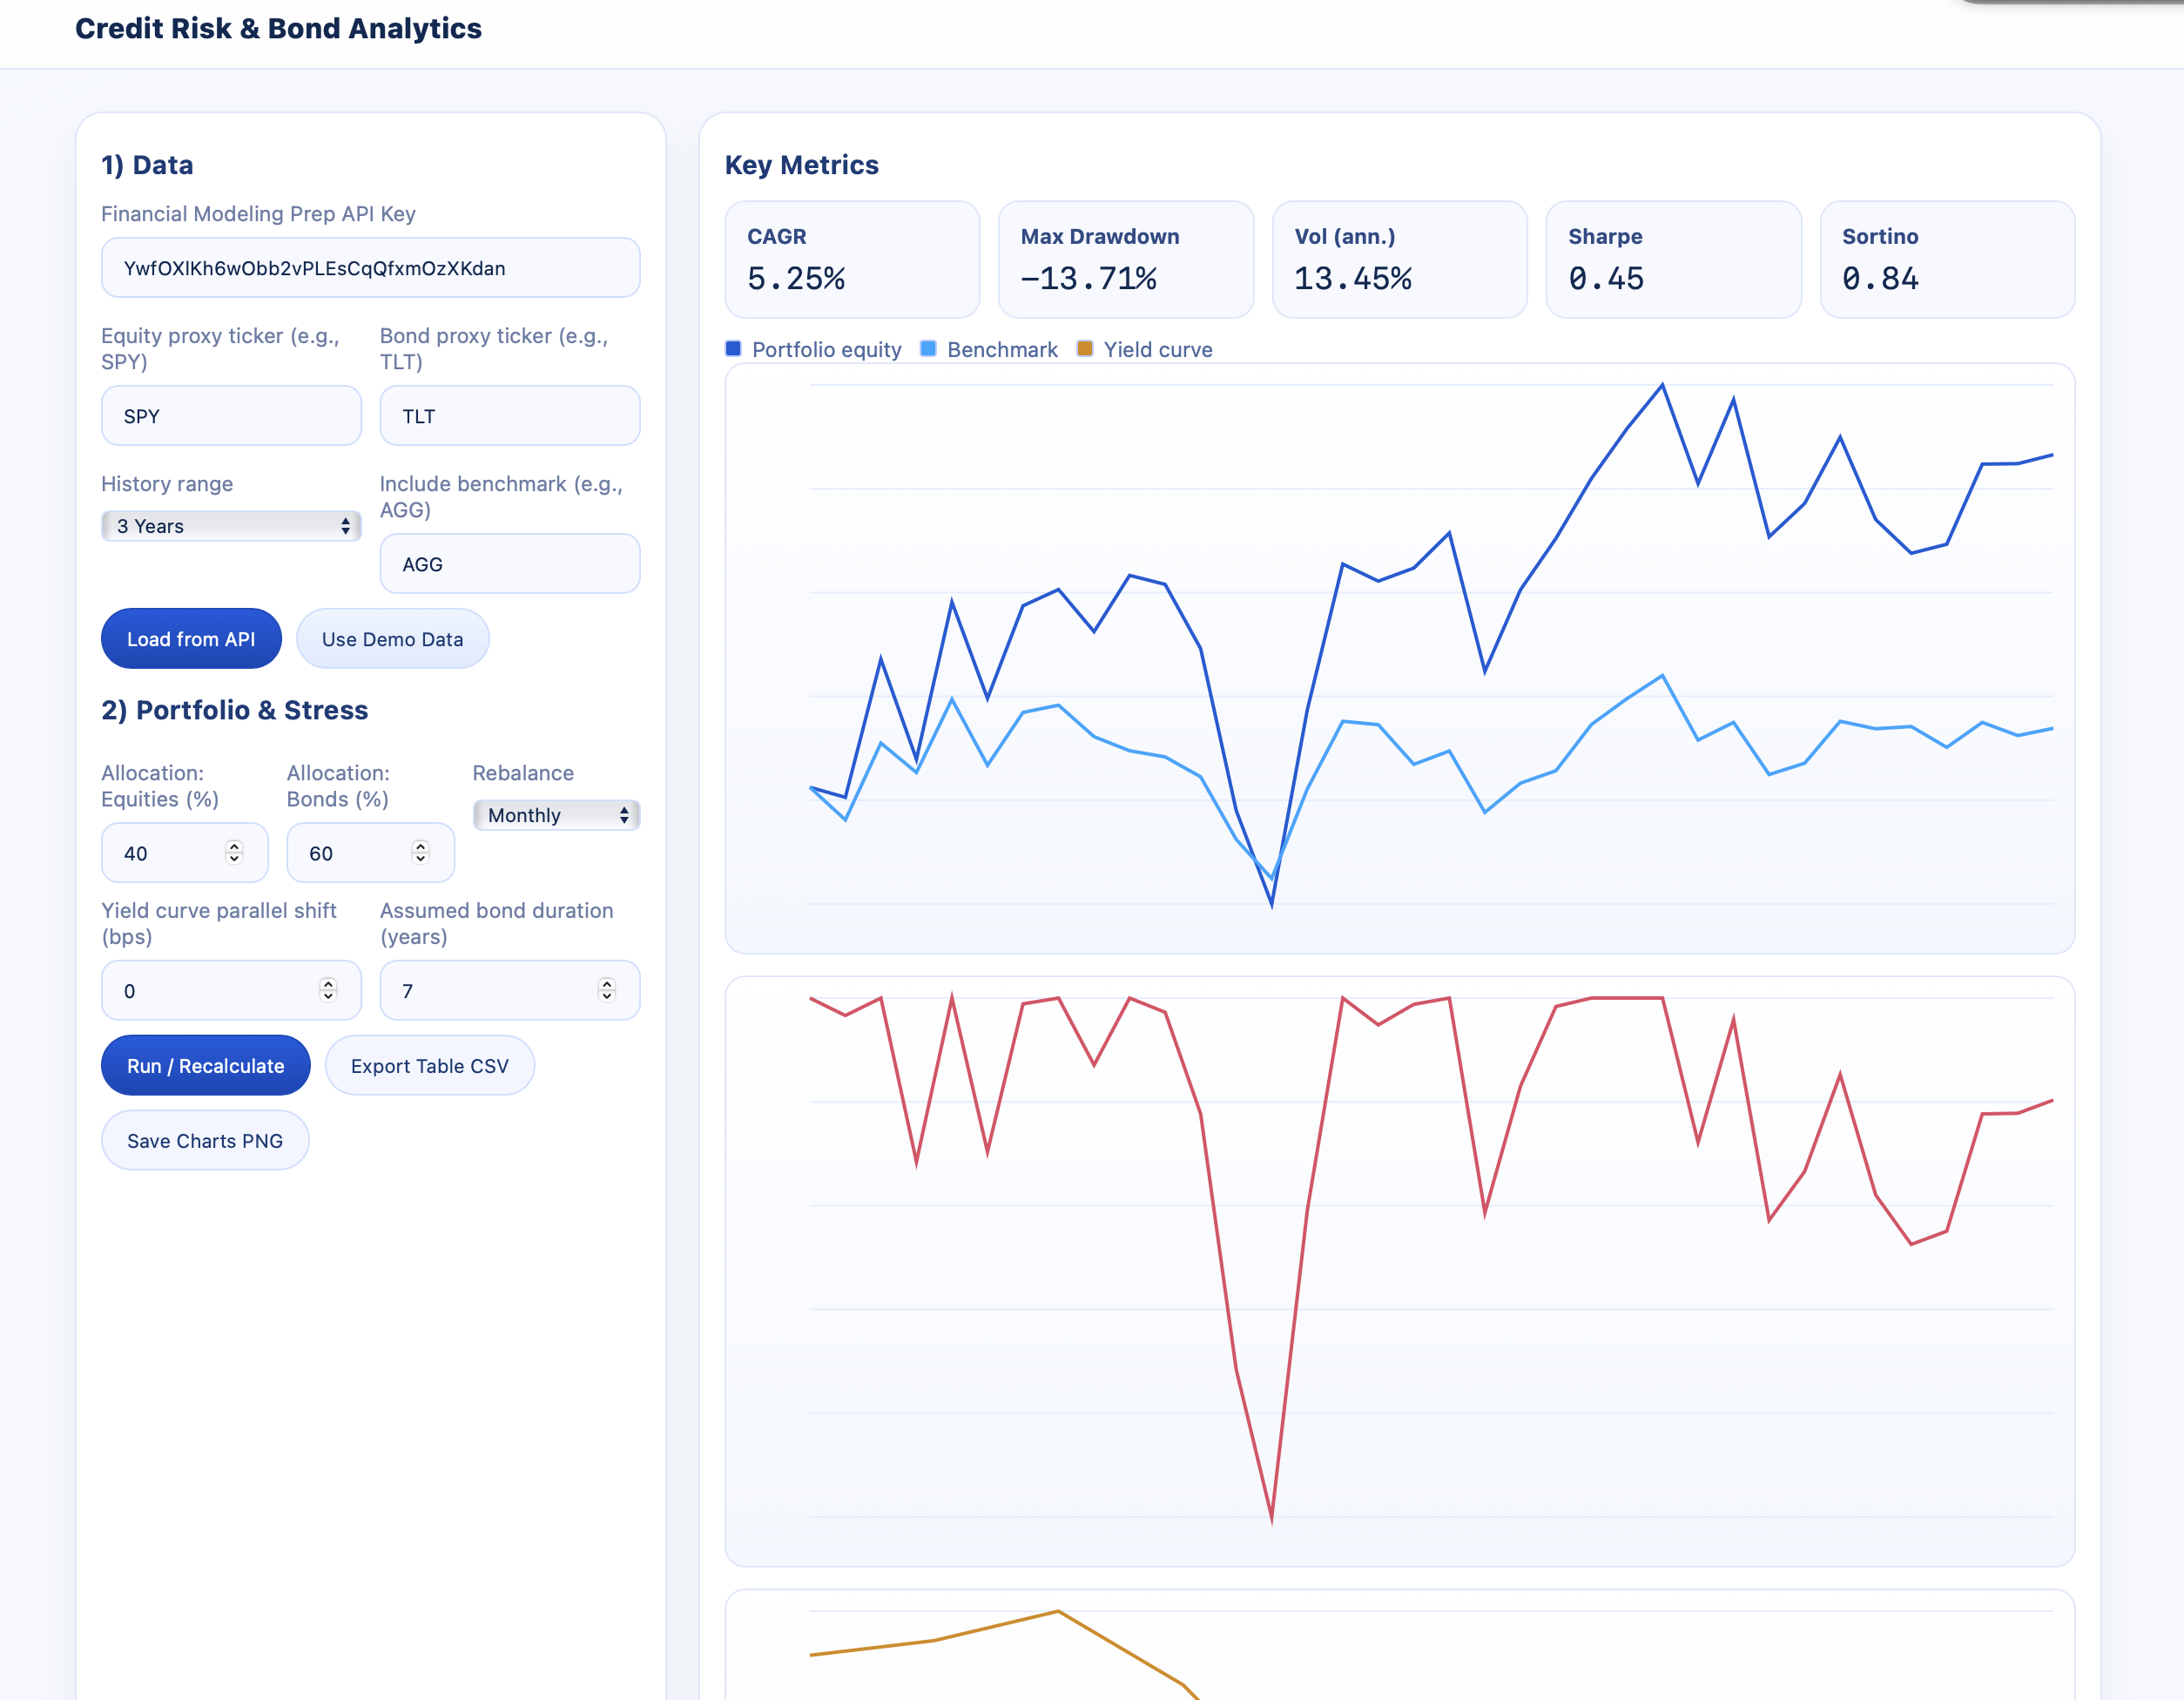 Credit Risk & Bond Analytics
1) Data
Financial Modeling Prep API Key
YwfOXlKh6wObb2vPLEsCqQfxmOzXKdan
Equity proxy ticker (e.g.,
SPY)
SPY
Bond proxy ticker (e.g.,
TLT)
TLT
History range
3 Years
Include benchmark (e.g.,
AGG)
AGG
Load from API
Use Demo Data
2) Portfolio & Stress
Allocation:
Equities (%)
40
Allocation:
Bonds (%)
60
Rebalance
Monthly
Yield curve parallel shift
(bps)
0
Assumed bond duration
(years)
7
Run / Recalculate
Export Table CSV
Save Charts PNG
Key Metrics
CAGR
5.25%
Max Drawdown
−13.71%
Vol (ann.)
13.45%
Sharpe
0.45
Sortino
0.84
Portfolio equity
Benchmark
Yield curve